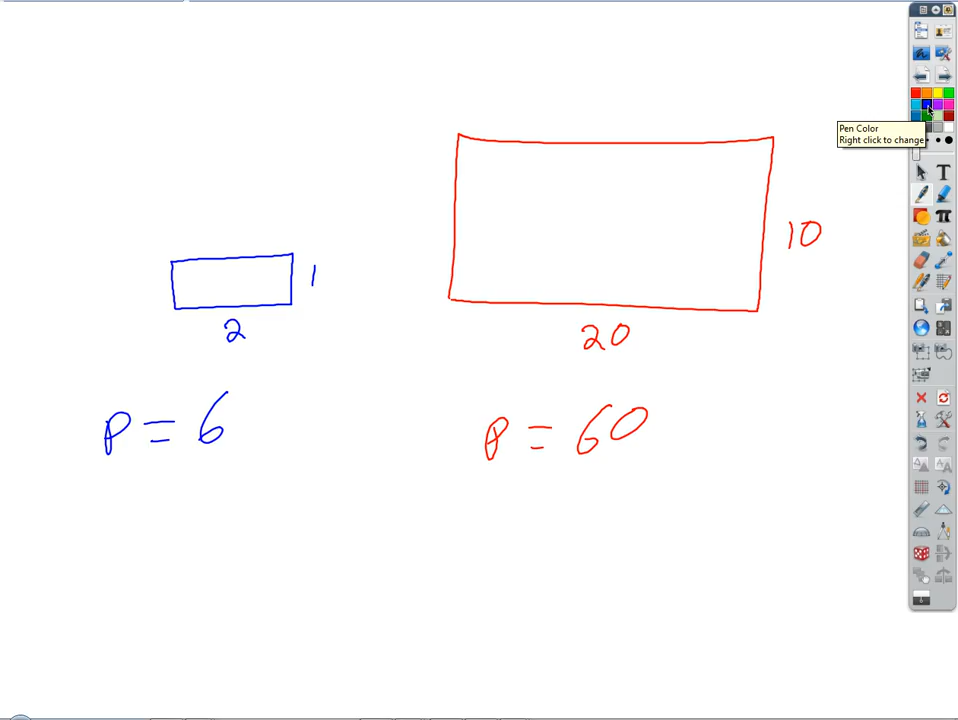 Pen Color
Right click to change
10
1
2
20
P = 6
P = 60